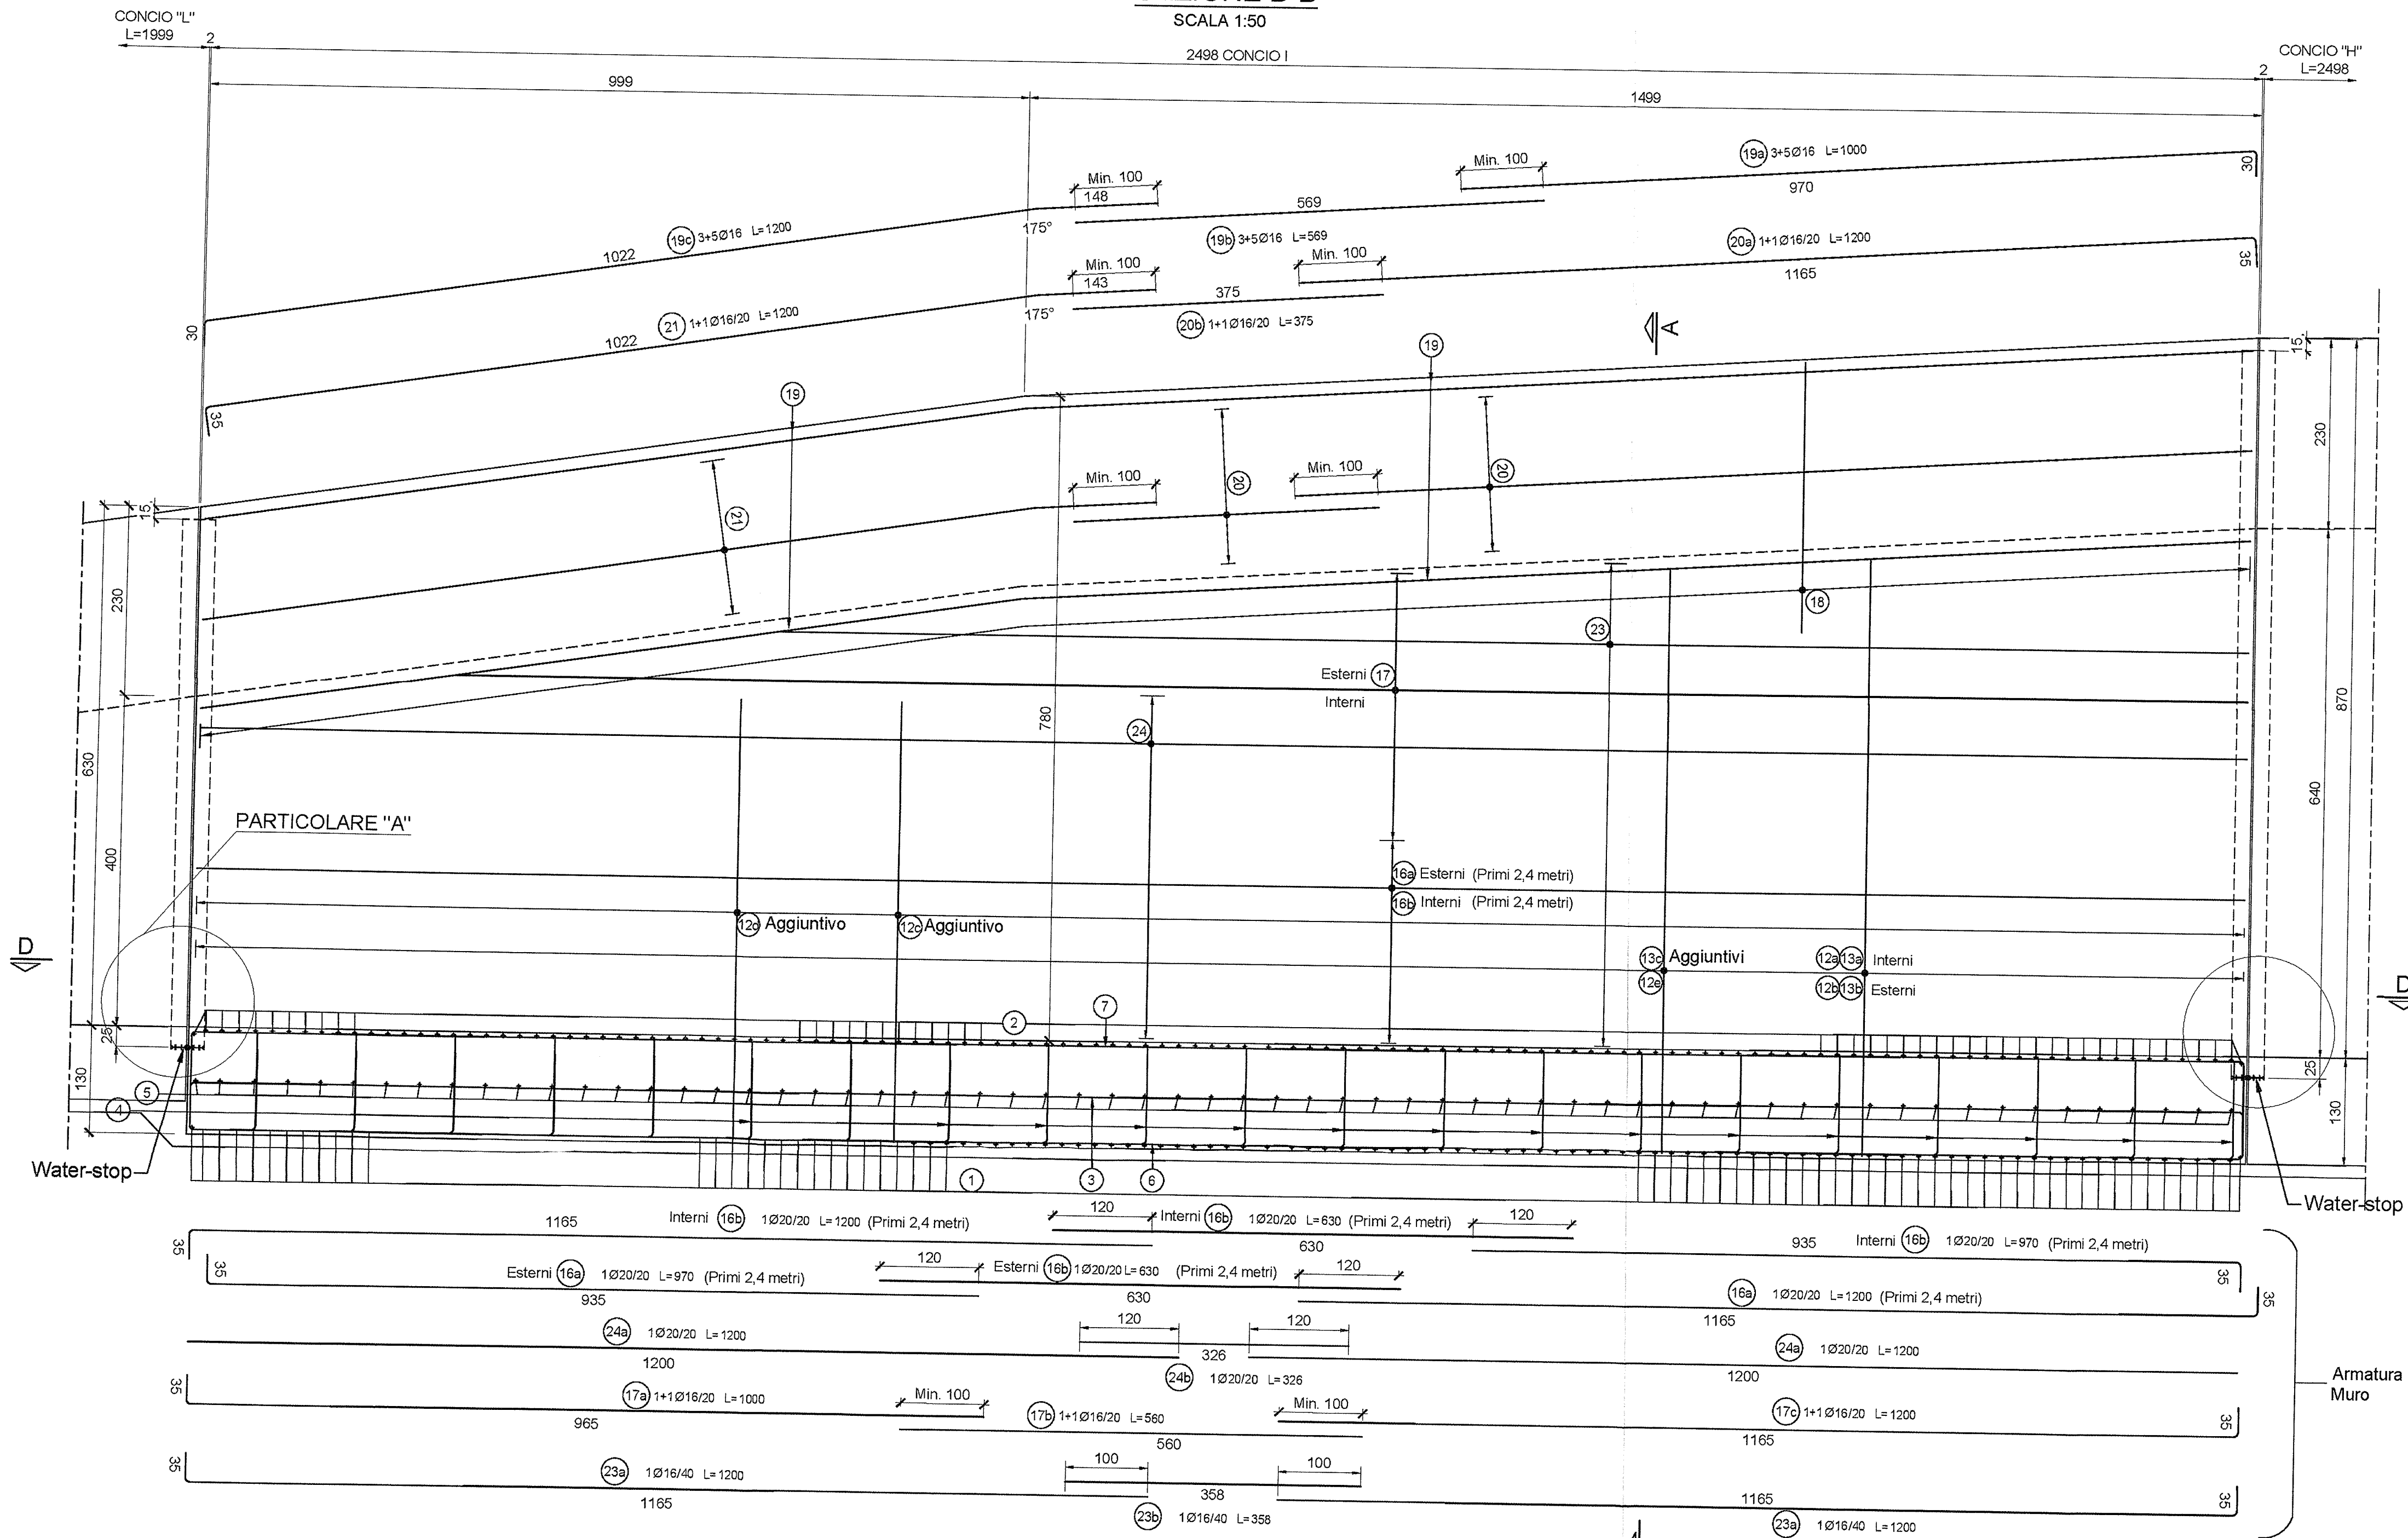 SCALA 1:50
CONCIO "L"
L=1999
2
2498 CONCIO I
2
CONCIO "H"
L=2498
999
1499
19a 3+5Ø16 L=1000
Min. 100
970
30
Min. 100
148
569
175°
19c 3+5Ø16 L=1200
1022
19b 3+5Ø16 L=569
20a 1+1Ø16/20 L=1200
1165
35
Min. 100
Min. 100
143
375
175°
30
21 1+1Ø16/20 L=1200
1022
20b 1+1Ø16/20 L=375
35
A
19
19
15
230
20
20
Min. 100
Min. 100
21
15
230
18
23
Esterni 17
Interni
24
780
870
630
640
400
PARTICOLARE "A"
16a Esterni (Primi 2,4 metri)
16b Interni (Primi 2,4 metri)
12d Aggiuntivo
12c Aggiuntivo
13c Aggiuntivi
12e
12a 13a Interni
12b 13b Esterni
D
D
2
7
25
25
130
130
5
4
Water-stop
1
3
6
Water-stop
1165
Interni 16b 1Ø20/20 L=1200 (Primi 2,4 metri)
120
Interni 16b 1Ø20/20 L=630 (Primi 2,4 metri)
630
120
935
Interni 16b 1Ø20/20 L=970 (Primi 2,4 metri)
35
35
35
Esterni 16a 1Ø20/20 L=970 (Primi 2,4 metri)
935
120
Esterni 16b 1Ø20/20 L=630 (Primi 2,4 metri)
630
120
16a 1Ø20/20 L=1200 (Primi 2,4 metri)
1165
35
24a 1Ø20/20 L=1200
1200
120
120
326
24b 1Ø20/20 L=326
24a 1Ø20/20 L=1200
1200
Armatura
Muro
35
17a 1+1Ø16/20 L=1000
965
Min. 100
17b 1+1Ø16/20 L=560
560
Min. 100
17c 1+1Ø16/20 L=1200
1165
35
35
23a 1Ø16/40 L=1200
1165
100
100
358
23b 1Ø16/40 L=358
1165
35
23a 1Ø16/40 L=1200